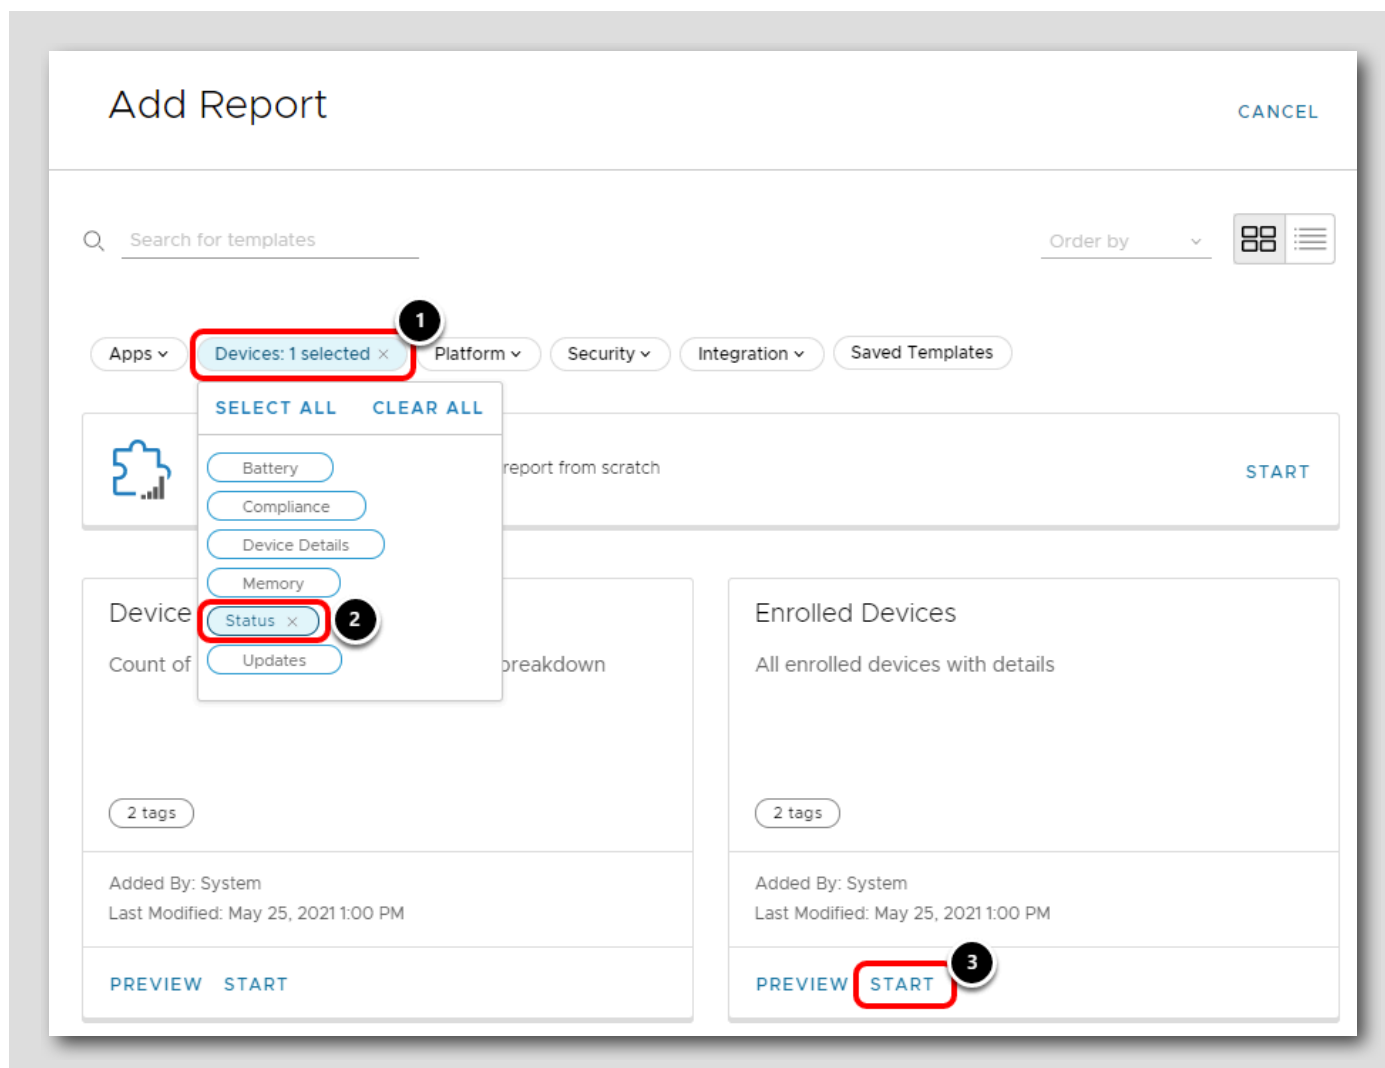 Add Report
CANCEL
Search for templates
Order by
1
Apps
Devices: 1 selected ×
Platform
Security
Integration
Saved Templates
SELECT ALL CLEAR ALL
Battery
Compliance
Device Details
Memory
Status ×
2
Updates
report from scratch
START
Device
Count of
breakdown
2 tags
Added By: System
Last Modified: May 25, 2021 1:00 PM
PREVIEW START
Enrolled Devices
All enrolled devices with details
2 tags
Added By: System
Last Modified: May 25, 2021 1:00 PM
3
PREVIEW START